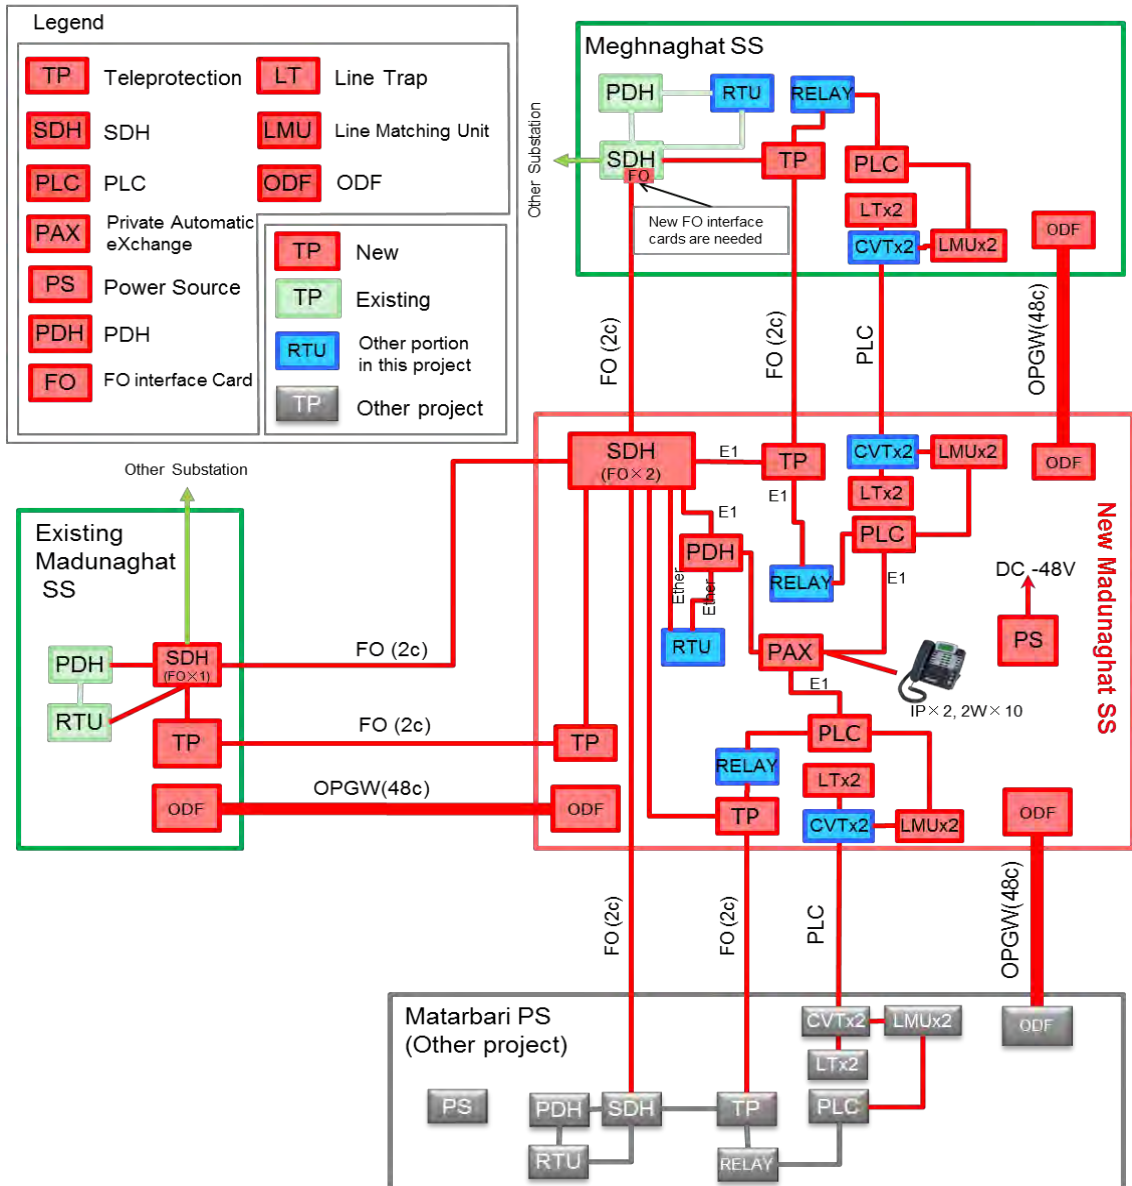 Legend
TP Teleprotection
LT Line Trap
SDH SDH
LMU Line Matching Unit
PLC PLC
ODF ODF
PAX Private Automatic
eXchange
PS Power Source
PDH PDH
FO FO interface Card
TP New
TP Existing
RTU Other portion
in this project
TP Other project
Meghnaghat SS
PDH
RTU
RELAY
Other Substation
SDH
FO
TP
PLC
New FO interface
cards are needed
LTx2
CVTx2
LMUx2
ODF
FO (2c)
FO (2c)
PLC
OPGW(48c)
New Madunaghat SS
SDH
(FO×2)
E1
TP
CVTx2
LMUx2
ODF
LTx2
E1
E1
PDH
PLC
RELAY
E1
Ether
Ether
RTU
PAX
DC -48V
PS
IP×2, 2W×10
E1
PLC
TP
RELAY
LTx2
TP
CVTx2
LMUx2
ODF
ODF
Other Substation
Existing
Madunaghat
SS
PDH
SDH
(FO×1)
RTU
TP
ODF
FO (2c)
FO (2c)
OPGW(48c)
FO (2c)
FO (2c)
PLC
OPGW(48c)
Matarbari PS
(Other project)
CVTx2
LMUx2
ODF
LTx2
PS
PDH
SDH
TP
PLC
RTU
RELAY